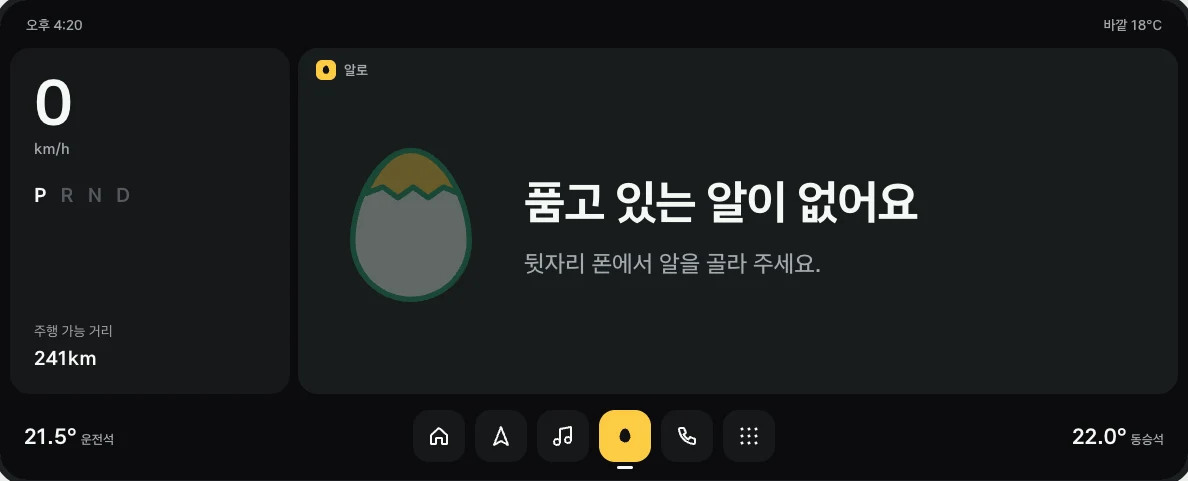 오후 4:20
바깥 18°C
0
km/h
P R N D
주행 가능 거리
241km
알로
품고 있는 알이 없어요
뒷자리 폰에서 알을 골라 주세요.
21.5° 운전석
22.0° 동승석